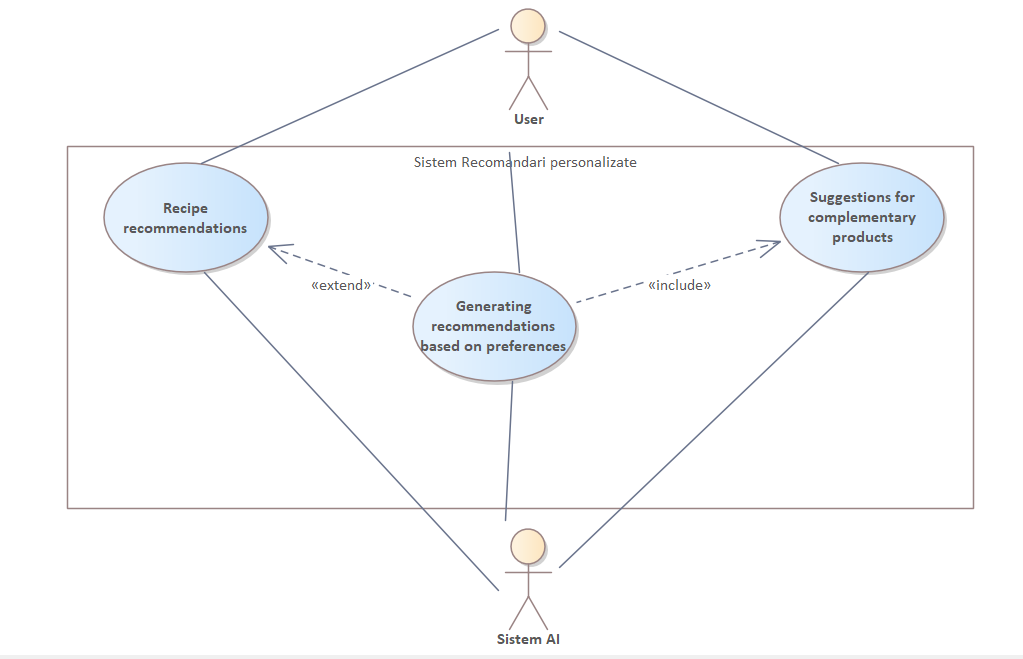 User
Sistem Recomandari personalizate
Recipe
recommendations
Suggestions for
complementary
products
«extend»
«include»
Generating
recommendations
based on preferences
Sistem AI